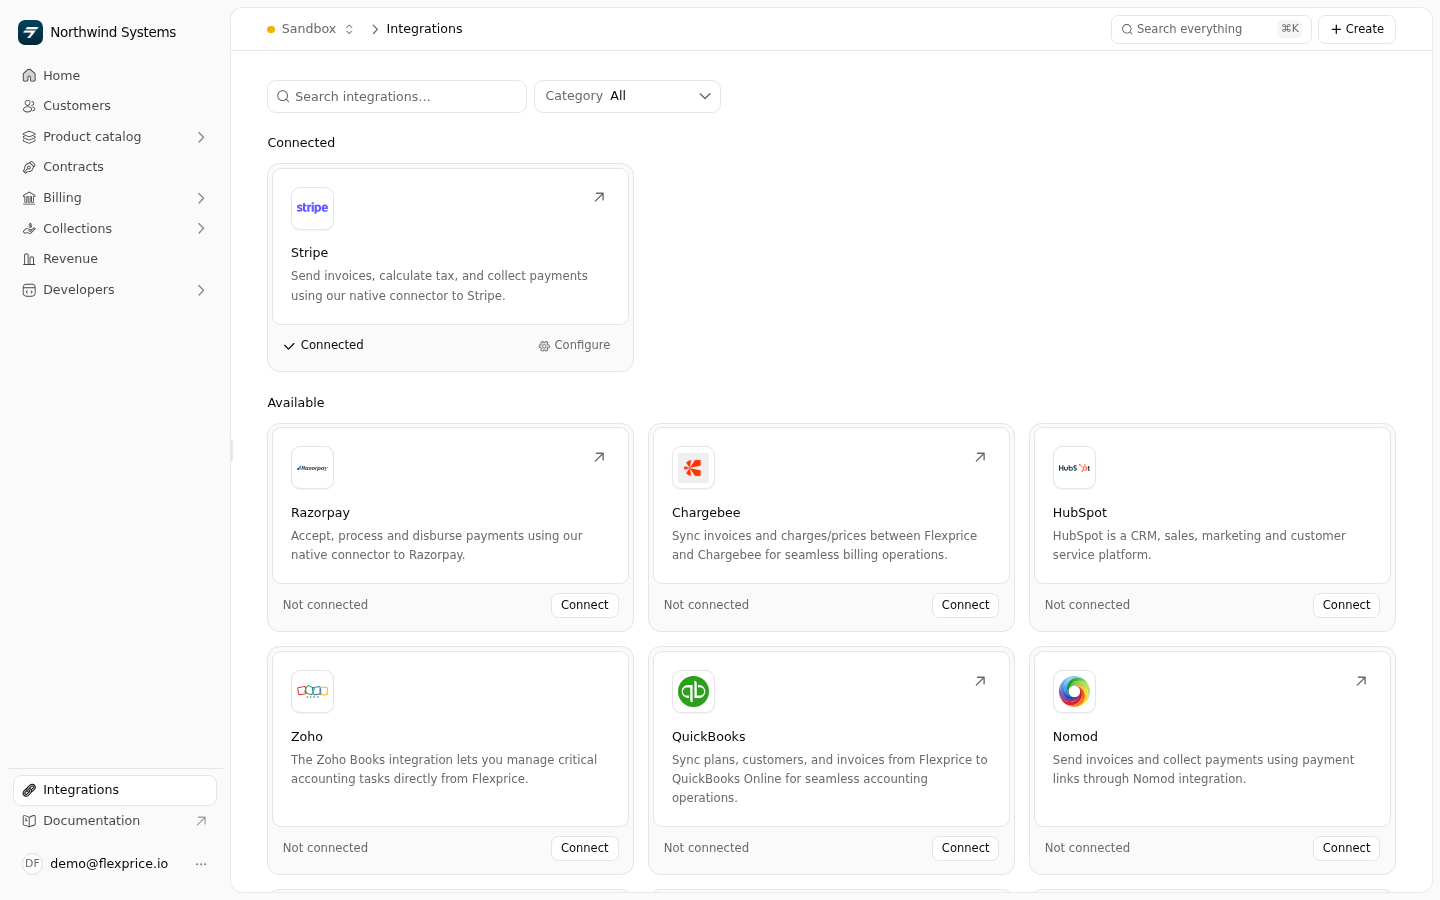 Northwind Systems
Home
Customers
Product catalog
Contracts
Billing
Collections
Revenue
Developers
Integrations
Documentation
DF demo@flexprice.io
Sandbox Integrations
Search everything ⌘K
+ Create
Search integrations...
Category All
Connected
stripe
Stripe
Send invoices, calculate tax, and collect payments
using our native connector to Stripe.
Connected Configure
Available
Razorpay
Razorpay
Accept, process and disburse payments using our
native connector to Razorpay.
Not connected Connect
Chargebee
Sync invoices and charges/prices between Flexprice
and Chargebee for seamless billing operations.
Not connected Connect
HubSpot
HubSpot
HubSpot is a CRM, sales, marketing and customer
service platform.
Not connected Connect
Zoho
The Zoho Books integration lets you manage critical
accounting tasks directly from Flexprice.
Not connected Connect
qb
QuickBooks
Sync plans, customers, and invoices from Flexprice to
QuickBooks Online for seamless accounting
operations.
Not connected Connect
Nomod
Send invoices and collect payments using payment
links through Nomod integration.
Not connected Connect